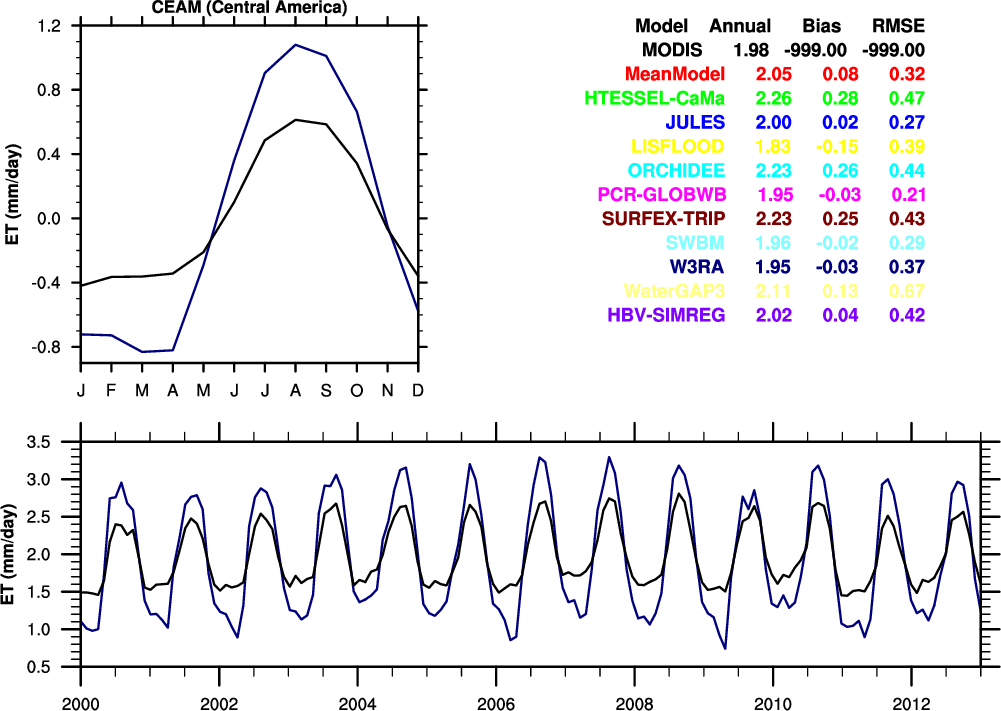 CEAM (Central America)
1.2
0.8
0.4
0.0
-0.4
-0.8
ET (mm/day)
J F M A M J J A S O N D
Model Annual Bias RMSE
MODIS 1.98 -999.00 -999.00
MeanModel 2.05 0.08 0.32
HTESSEL-CaMa 2.26 0.28 0.47
JULES 2.00 0.02 0.27
LISFLOOD 1.83 -0.15 0.39
ORCHIDEE 2.23 0.26 0.44
PCR-GLOBWB 1.95 -0.03 0.21
SURFEX-TRIP 2.23 0.25 0.43
SWBM 1.96 -0.02 0.29
W3RA 1.95 -0.03 0.37
WaterGAP3 2.11 0.13 0.67
HBV-SIMREG 2.02 0.04 0.42
3.5
3.0
2.5
2.0
1.5
1.0
0.5
ET (mm/day)
2000 2002 2004 2006 2008 2010 2012